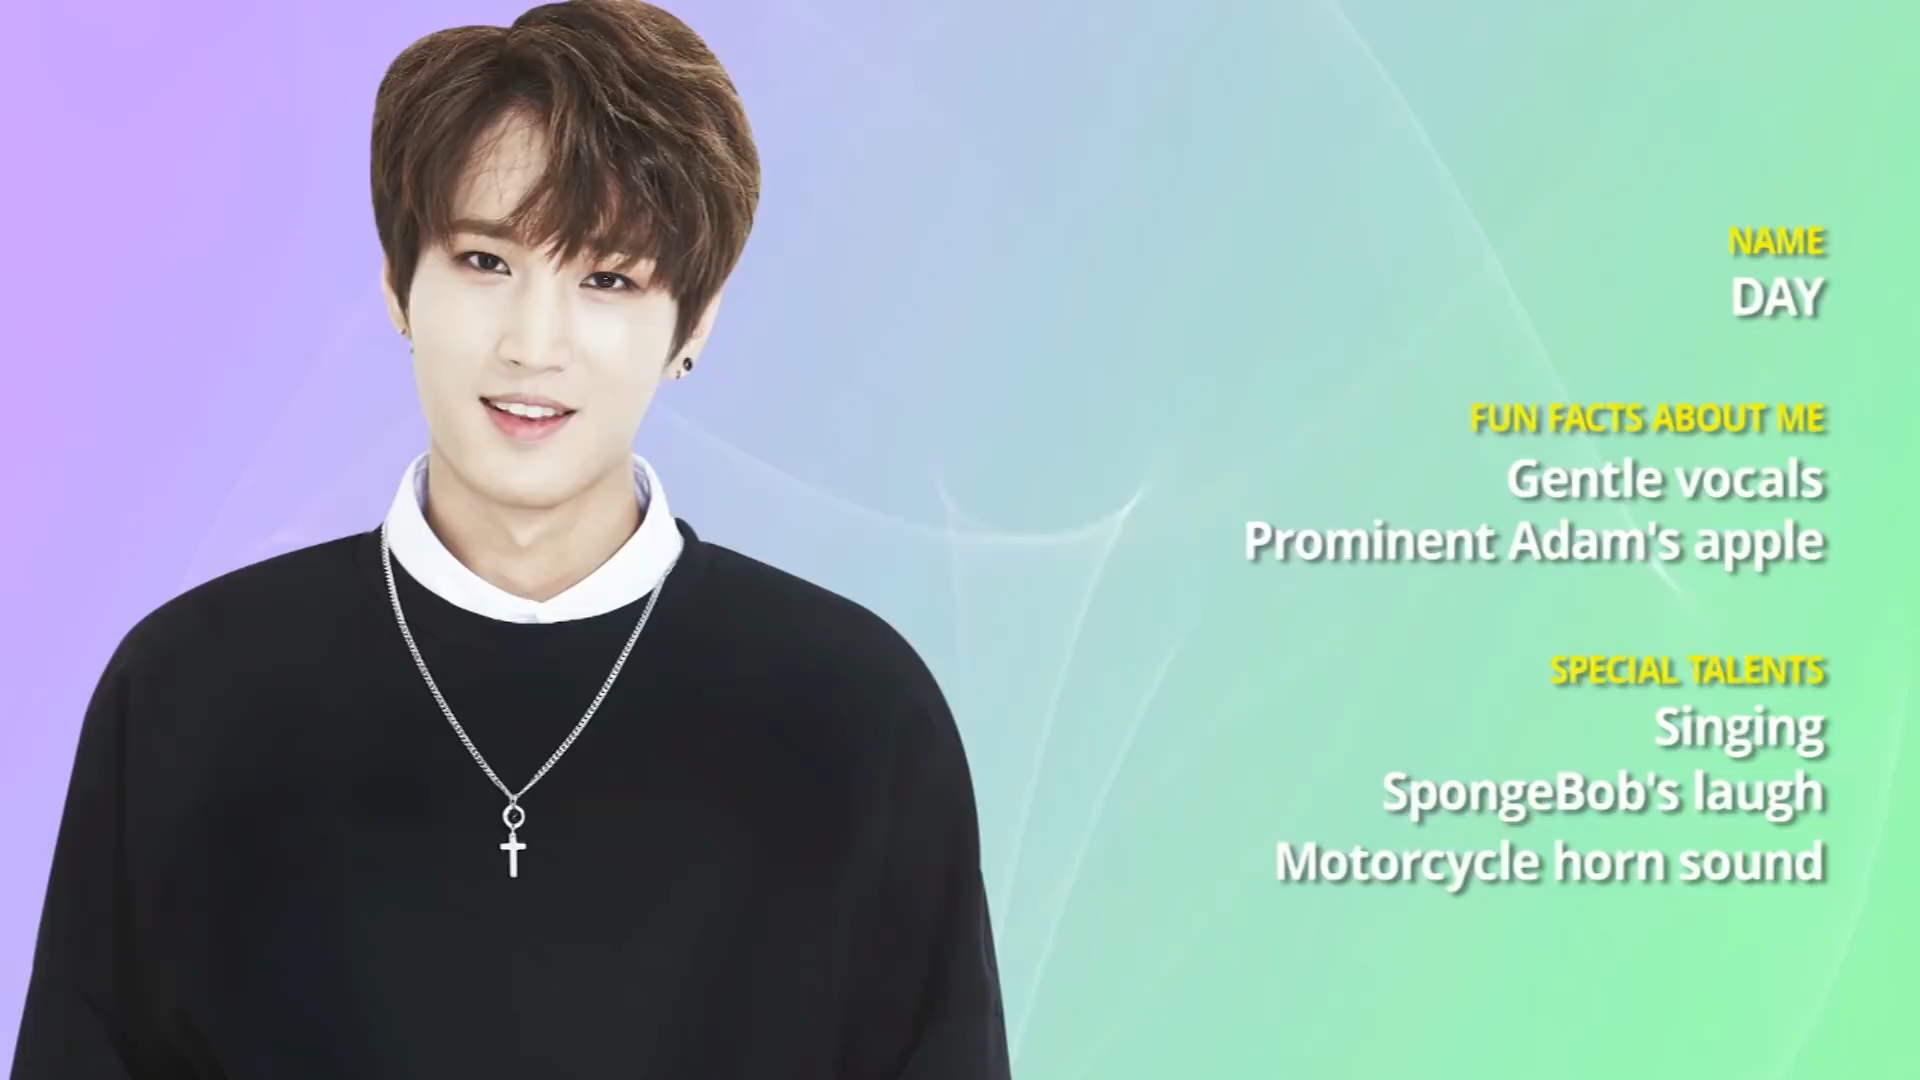 NAME
DAY
FUN FACTS ABOUT ME
Gentle vocals
Prominent Adam's apple
SPECIAL TALENTS
Singing
SpongeBob's laugh
Motorcycle horn sound